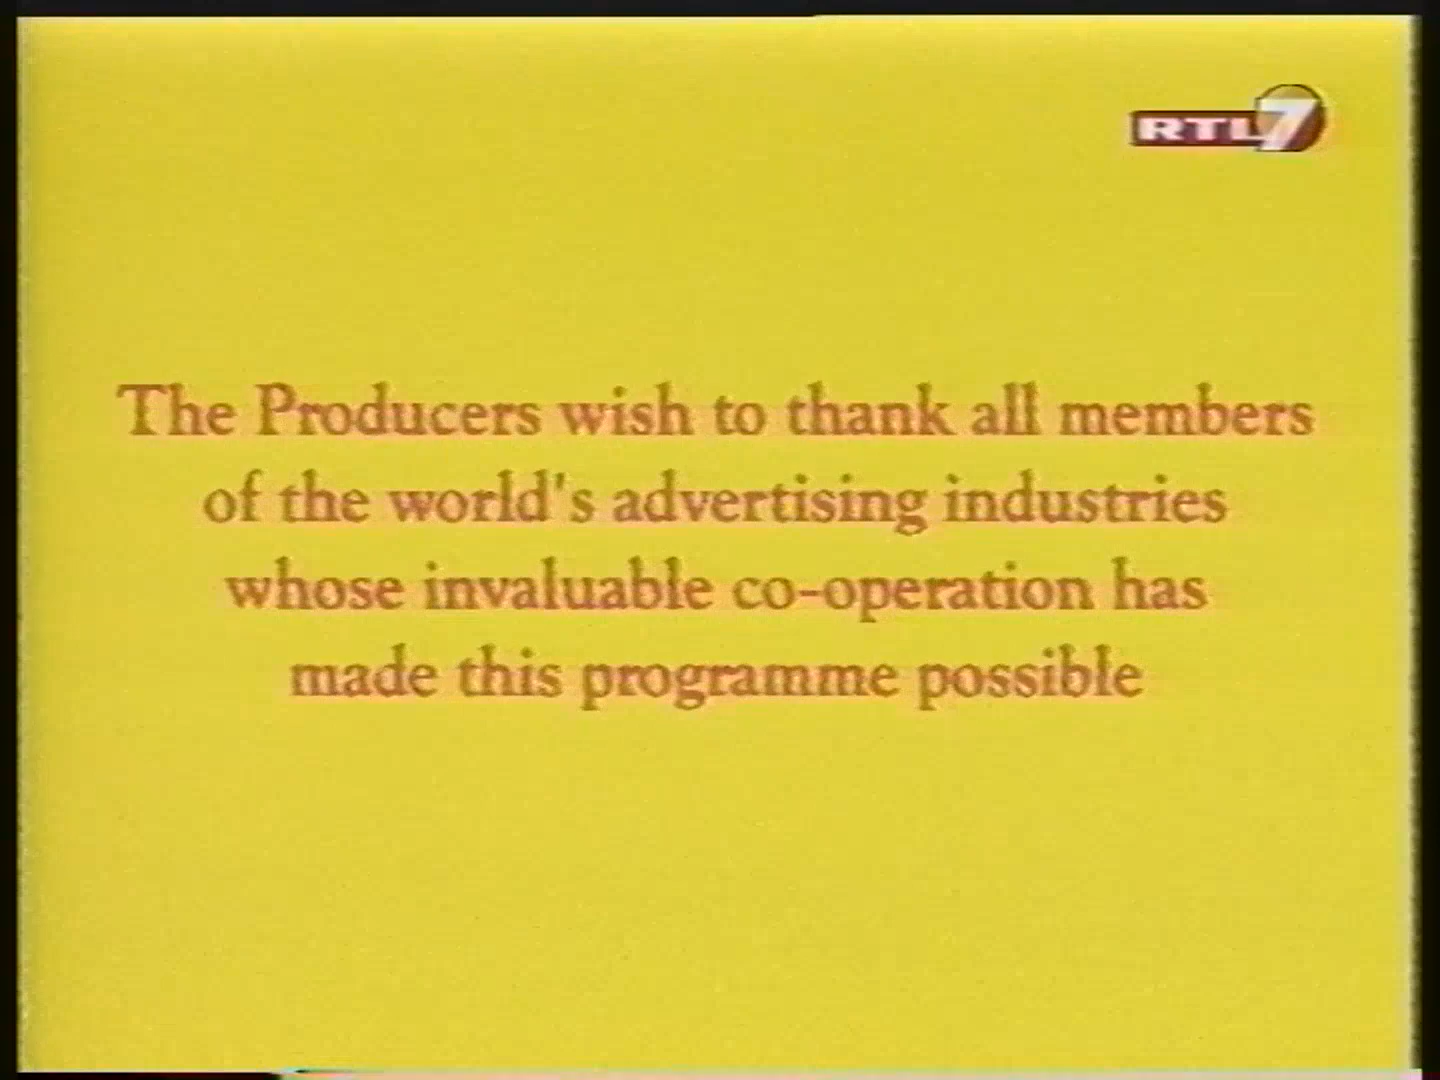 RTL7
The Producers wish to thank all members
of the world's advertising industries
whose invaluable co-operation has
made this programme possible